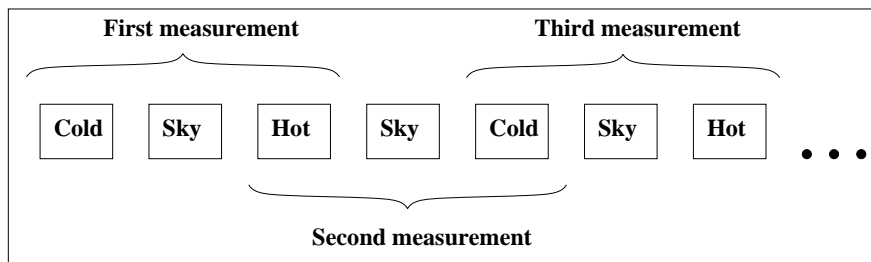 First measurement Third measurement
Cold Sky Hot Sky Cold Sky Hot
Second measurement